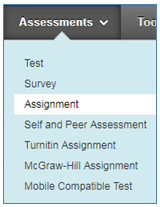 Assessments Too
Test
Survey
Assignment
Self and Peer Assessment
Turnitin Assignment
McGraw-Hill Assignment
Mobile Compatible Test